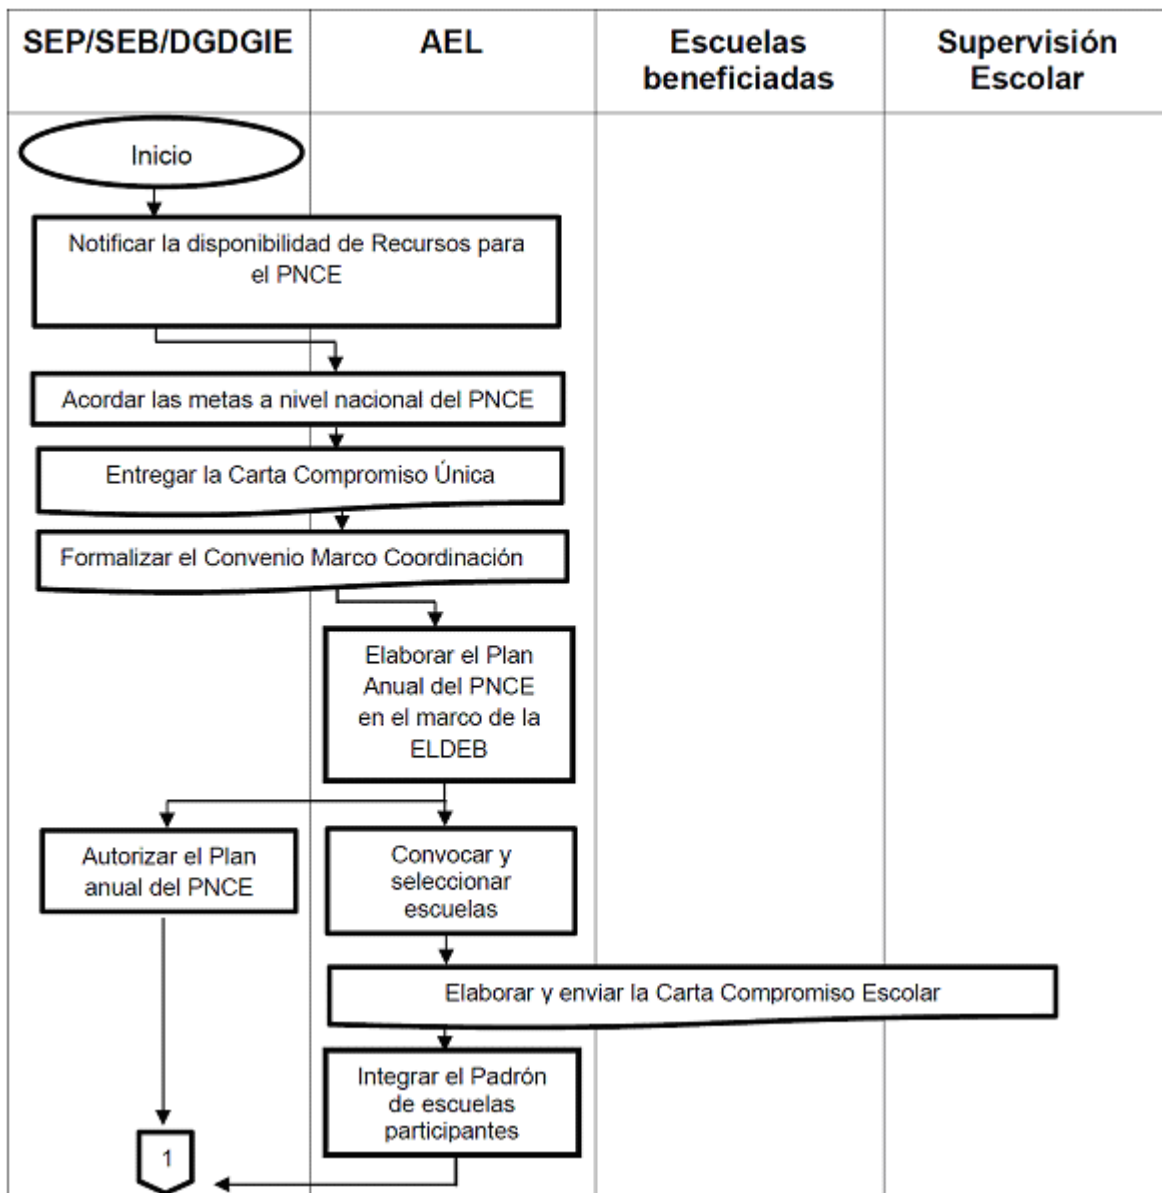 SEP/SEB/DGDGIE
AEL
Escuelas
beneficiadas
Supervisión
Escolar
Inicio
Notificar la disponibilidad de Recursos para
el PNCE
Acordar las metas a nivel nacional del PNCE
Entregar la Carta Compromiso Única
Formalizar el Convenio Marco Coordinación
Elaborar el Plan
Anual del PNCE
en el marco de la
ELDEB
Autorizar el Plan
anual del PNCE
Convocar y
seleccionar
escuelas
Elaborar y enviar la Carta Compromiso Escolar
Integrar el Padrón
de escuelas
participantes
1